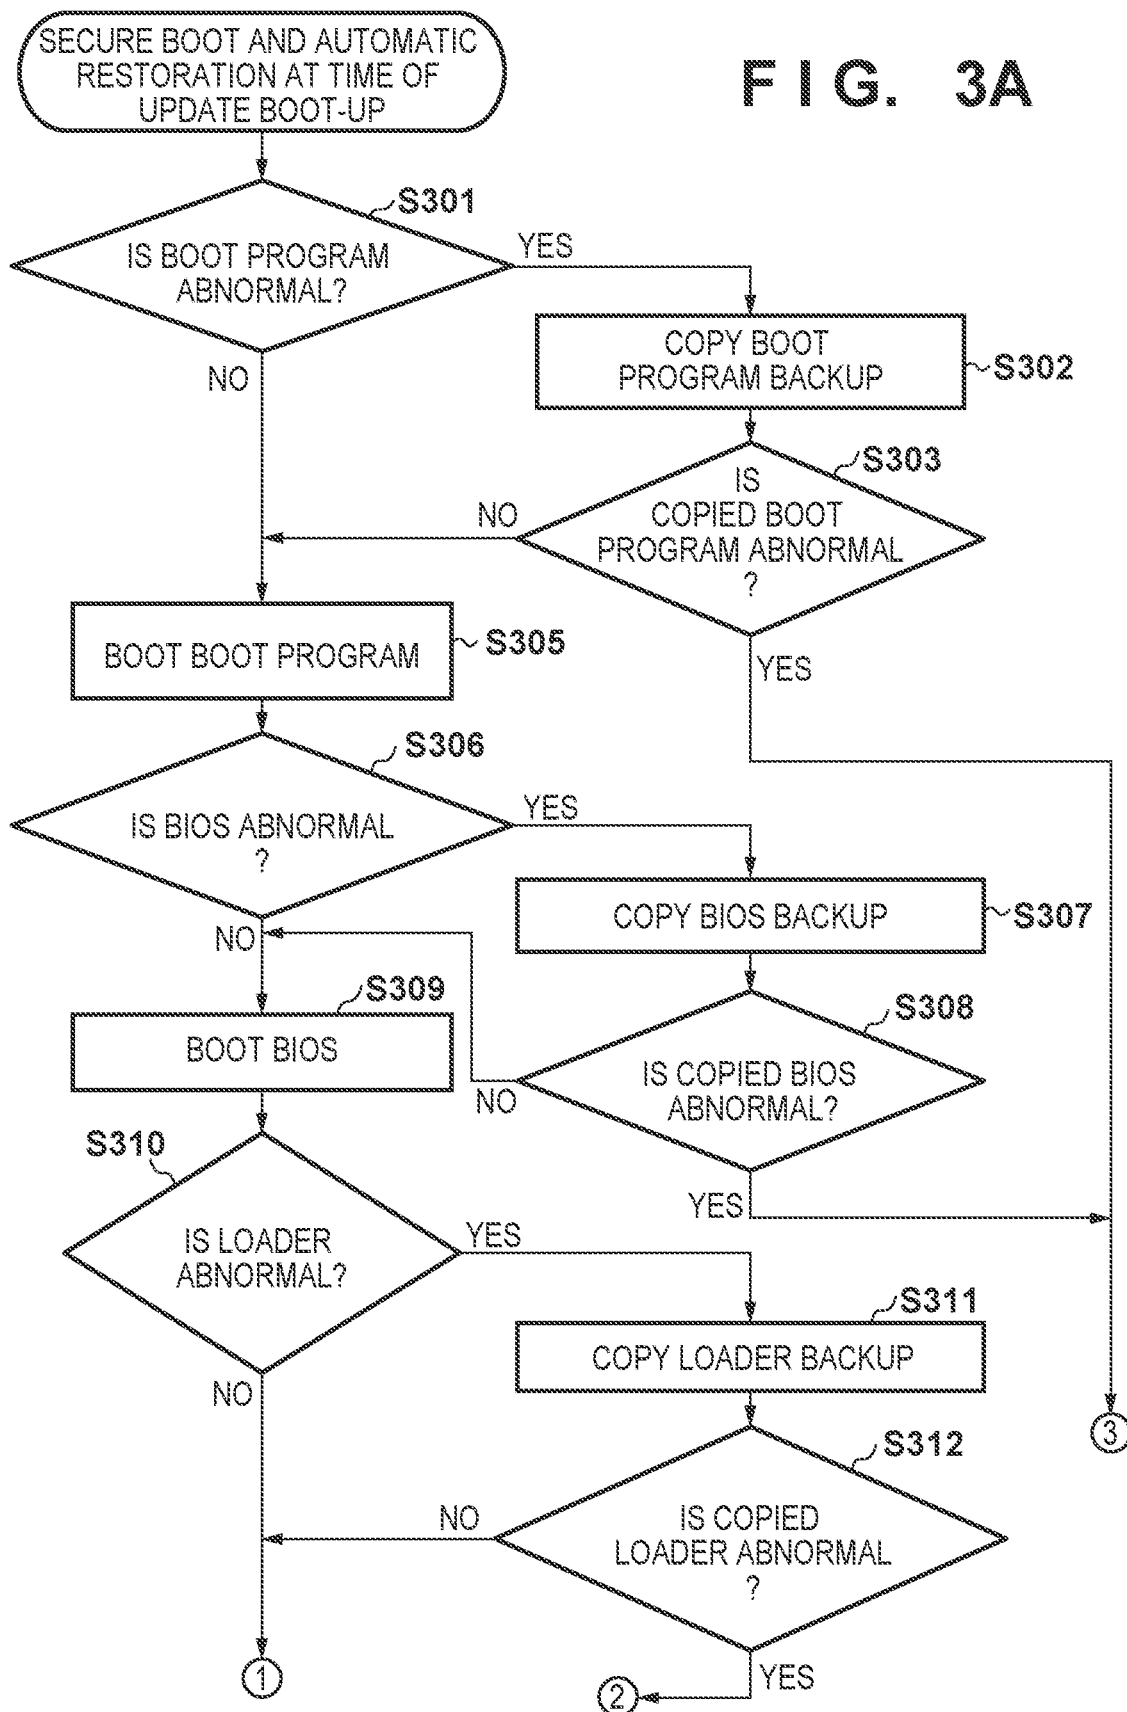 SECURE BOOT AND AUTOMATIC
RESTORATION AT TIME OF
UPDATE BOOT-UP
FIG. 3A
S301
IS BOOT PROGRAM
ABNORMAL?
YES
NO
COPY BOOT
PROGRAM BACKUP
S302
S303
IS
COPIED BOOT
PROGRAM ABNORMAL
?
NO
YES
BOOT BOOT PROGRAM
S305
S306
IS BIOS ABNORMAL
?
YES
NO
COPY BIOS BACKUP
S307
S308
IS COPIED BIOS
ABNORMAL?
NO
YES
S309
BOOT BIOS
S310
IS LOADER
ABNORMAL?
YES
NO
S311
COPY LOADER BACKUP
S312
IS COPIED
LOADER ABNORMAL
?
NO
YES
3
1
2